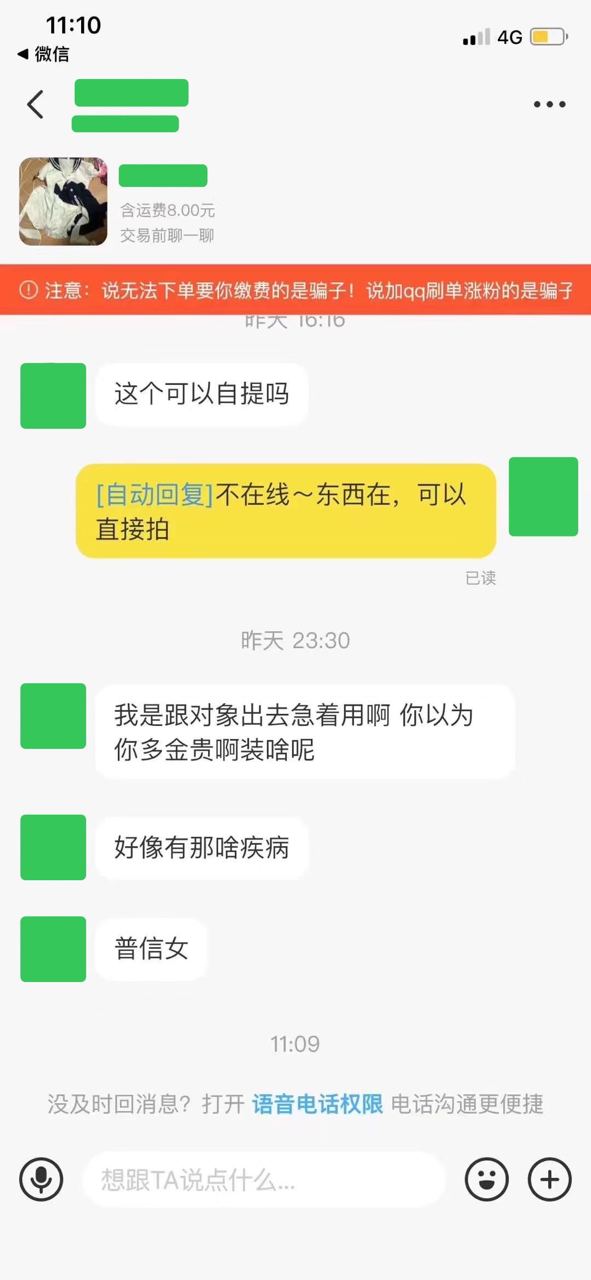 11:10
4G
◀ 微信
含运费8.00元
交易前聊一聊
注意：说无法下单要你缴费的是骗子！说加qq刷单涨粉的是骗子
昨天 16:16
这个可以自提吗
[自动回复]不在线～东西在，可以
直接拍
已读
昨天 23:30
我是跟对象出去急着用啊 你以为
你多金贵啊装啥呢
好像有那啥疾病
普信女
11:09
没及时回消息？打开 语音电话权限 电话沟通更便捷
想跟TA说点什么...